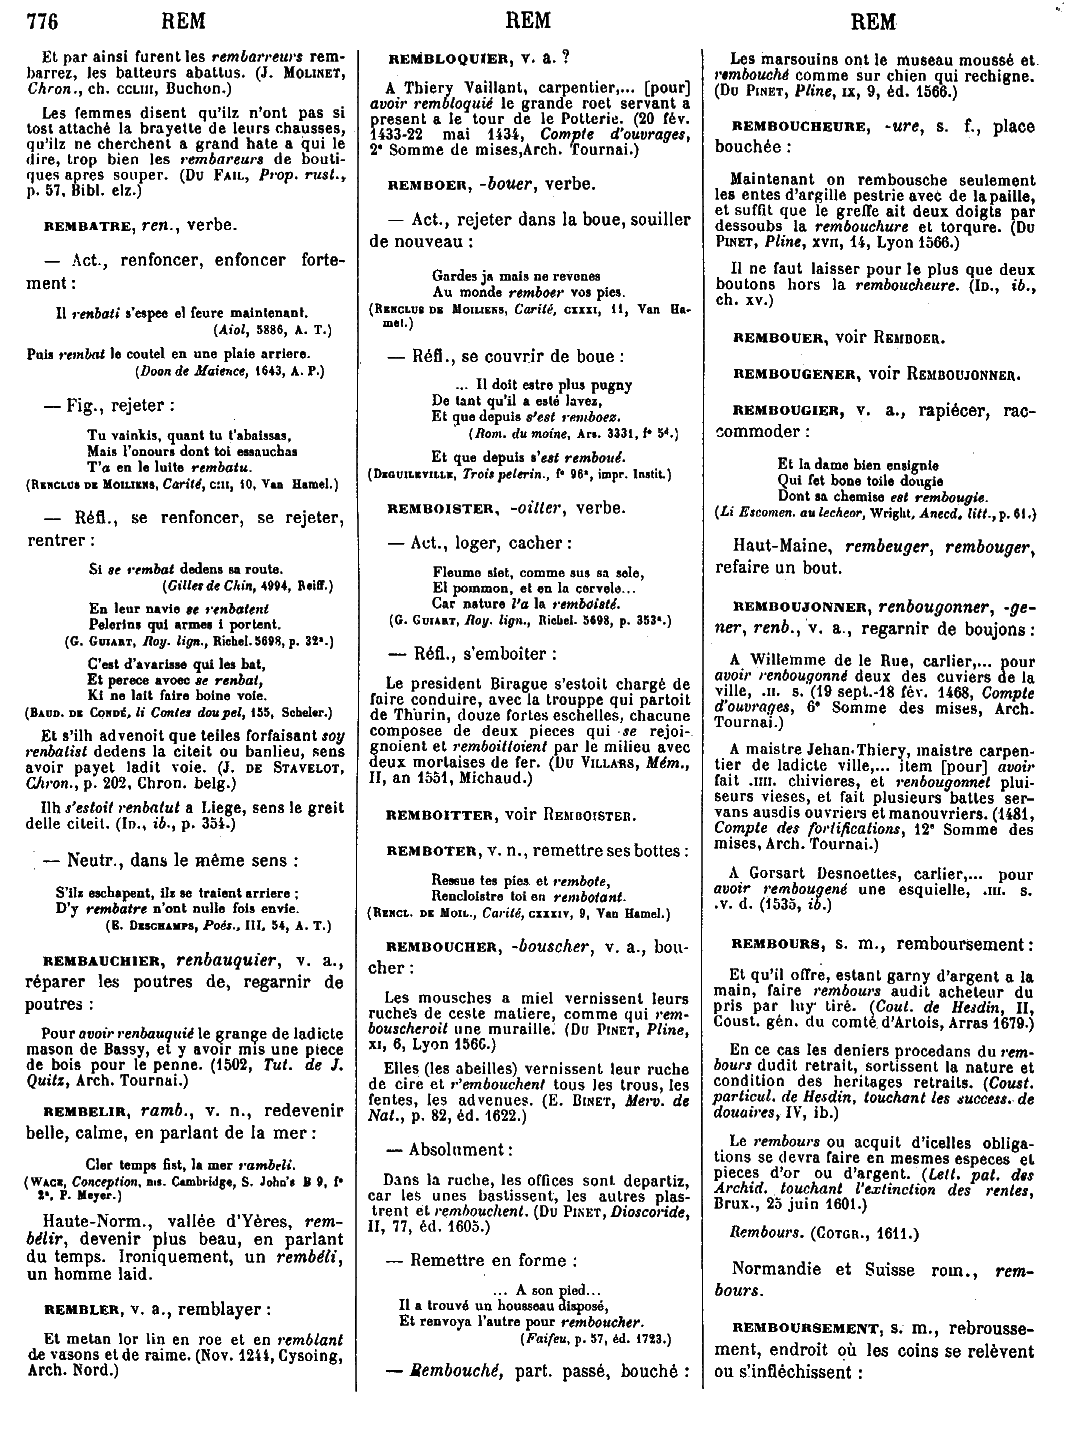 776 REM REM REM
Et par ainsi furent les rembarreurs rem-
barrez, les batteurs abattus. (J. MOLINET,
Chron., ch. CCLIII, Buchon.)
Les femmes disent qu'ilz n'ont pas si
tost attaché la brayette de leurs chausses,
qu'ilz ne cherchent a grand hate a qui le
dire, trop bien les rembareurs de bouti-
ques apres souper. (DU FAIL, Prop. rust.,
p. 57, Bibl. elz.)
REMBATRE, ren., verbe.
— Act., renfoncer, enfoncer forte-
ment :
Il renbati s'espee el feure maintenant.
(Aiol, 5886, A. T.)
Puis rembat le coutel en une plaie arriere.
(Doon de Maience, 1643, A. P.)
— Fig., rejeter :
Tu vainkis, quant tu t'abaissas,
Mais l'onours dont toi essauchas
T'a en le luite rembatu.
(RENCLUS DE MOILIENS, Carité, CIII, 10, Van Hamel.)
— Réfl., se renfoncer, se rejeter,
rentrer :
Si se rembat dedens sa route.
(Gilles de Chin, 4994, Reiff.)
En leur navie se renbatent
Pelerins qui armes i portent.
(G. GUIART, Roy. lign., Richel. 5698, p. 32ª.)
C'est d'avarisse qui les bat,
Et perece avoec se renbat,
Ki ne lait faire boine voie.
(BAUD. DE CONDÉ, li Contes dou pel, 155, Scheler.)
Et s'ilh advenoit que teiles forfaisant soy
renbalist dedens la citeit ou banlieu, sens
avoir payet ladit voie. (J. DE STAVELOT,
Chron., p. 202, Chron. belg.)
Ilh s'estoit renbatut a Liege, sens le greit
delle citeit. (ID., ib., p. 354.)
— Neutr., dans le même sens :
S'ilz eschapent, ilz se traient arriere ;
D'y rembatre n'ont nulle fois envie.
(E. DESCHAMPS, Poés., III, 54, A. T.)
REMBAUCHIER, renbauquier, v. a.,
réparer les poutres de, regarnir de
poutres :
Pour avoir renbauquié le grange de ladicte
mason de Bassy, et y avoir mis une piece
de bois pour le penne. (1502, Tut. de J.
Quitz, Arch. Tournai.)
REMBELIR, ramb., v. n., redevenir
belle, calme, en parlant de la mer :
Cler temps fist, la mer rambeli.
(WACE, Conception, ms. Cambridge, S. John's B 9, fº
2ª, P. Meyer.)
Haute-Norm., vallée d'Yères, rem-
bélir, devenir plus beau, en parlant
du temps. Ironiquement, un rembéli,
un homme laid.
REMBLER, v. a., remblayer :
Et metan lor lin en roe et en remblant
de vasons et de raime. (Nov. 1244, Cysoing,
Arch. Nord.)
REMBLOQUIER, v. a. ?
A Thiery Vaillant, carpentier,... [pour]
avoir rembloquié le grande roet servant a
present a le tour de le Potterie. (20 fév.
1433-22 mai 1434, Compte d'ouvrages,
2ª Somme de mises, Arch. Tournai.)
REMBOER, -bouer, verbe.
— Act., rejeter dans la boue, souiller
de nouveau :
Gardes ja mais ne revones
Au monde remboer vos pies.
(RENCLUS DE MOILIENS, Carité, CXXXI, 11, Van Ha-
mel.)
— Réfl., se couvrir de boue :
... Il doit estre plus pugny
De tant qu'il a esté lavez,
Et que depuis s'est remboez.
(Rom. du moine, Ars. 3331, fº 5ᵈ.)
Et que depuis s'est remboué.
(DEGUILEVILLE, Trois pelerin., fº 96ª, impr. Instit.)
REMBOISTER, -oitter, verbe.
— Act., loger, cacher :
Fleume siet, comme sus sa sele,
El pommon, et en la cervele...
Car nature l'a la remboisté.
(G. GUIART, Roy. lign., Richel. 5698, p. 353ª.)
— Réfl., s'emboiter :
Le president Birague s'estoit chargé de
faire conduire, avec la trouppe qui partoit
de Thurin, douze fortes eschelles, chacune
composee de deux pieces qui se rejoi-
gnoient et remboittoient par le milieu avec
deux mortaises de fer. (DU VILLARS, Mém.,
II, an 1551, Michaud.)
REMBOITTER, voir REMBOISTER.
REMBOTER, v. n., remettre ses bottes :
Ressue tes pies et rembote,
Rencloistre toi en rembotant.
(RENCL. DE MOIL., Carité, CXXXIV, 9, Van Hamel.)
REMBOUCHER, -bouscher, v. a., bou-
cher :
Les mousches a miel vernissent leurs
ruches de ceste matiere, comme qui rem-
bouscheroit une muraille. (DU PINET, Pline,
XI, 6, Lyon 1566.)
Elles (les abeilles) vernissent leur ruche
de cire et r'embouchent tous les trous, les
fentes, les advenues. (E. BINET, Merv. de
Nat., p. 82, éd. 1622.)
— Absolument :
Dans la ruche, les offices sont departiz,
car les unes bastissent, les autres plas-
trent et rembouchent. (DU PINET, Dioscoride,
II, 77, éd. 1605.)
— Remettre en forme :
... A son pied...
Il a trouvé un housseau disposé,
Et renvoya l'autre pour remboucher.
(Faifeu, p. 57, éd. 1723.)
— Rembouché, part. passé, bouché :
Les marsouins ont le museau moussé et
rembouché comme sur chien qui rechigne.
(DU PINET, Pline, IX, 9, éd. 1566.)
REMBOUCHEURE, -ure, s. f., place
bouchée :
Maintenant on rembousche seulement
les entes d'argille pestrie avec de la paille,
et suffit que le greffe ait deux doigts par
dessoubs la rembouchure et torqure. (DU
PINET, Pline, XVII, 14, Lyon 1566.)
Il ne faut laisser pour le plus que deux
boutons hors la remboucheure. (ID., ib.,
ch. XV.)
REMBOUER, voir REMBOER.
REMBOUGENER, voir REMBOUJONNER.
REMBOUGIER, v. a., rapiécer, rac-
commoder :
Et la dame bien ensignie
Qui fet bone toile dougie
Dont sa chemise est rembougie.
(Li Escomen. au lecheor, Wright, Anecd. litt., p. 61.)
Haut-Maine, rembeuger, rembouger,
refaire un bout.
REMBOUJONNER, renbougonner, -ge-
ner, renb., v. a., regarnir de boujons :
A Willemme de le Rue, carlier,... pour
avoir renbougonné deux des cuviers de la
ville, .II. s. (19 sept.-18 fév. 1468, Compte
d'ouvrages, 6ª Somme des mises, Arch.
Tournai.)
A maistre Jehan Thiery, maistre carpen-
tier de ladicte ville,... item [pour] avoir
fait .IIII. chivieres, et renbougonnet plui-
seurs vieses, et fait plusieurs battes ser-
vans ausdis ouvriers et manouvriers. (1481,
Compte des fortifications, 12ª Somme des
mises, Arch. Tournai.)
A Gorsart Desnoettes, carlier,... pour
avoir rembougené une esquielle, .III. s.
.V. d. (1535, ib.)
REMBOURS, s. m., remboursement :
Et qu'il offre, estant garny d'argent a la
main, faire rembours audit acheteur du
pris par luy tiré. (Cout. de Hesdin, II,
Coust. gén. du comté d'Artois, Arras 1679.)
En ce cas les deniers procedans du rem-
bours dudit retrait, sortissent la nature et
condition des heritages retraits. (Coust.
particul. de Hesdin, touchant les success. de
douaires, IV, ib.)
Le rembours ou acquit d'icelles obliga-
tions se devra faire en mesmes especes et
pieces d'or ou d'argent. (Lett. pat. des
Archid. touchant l'extinction des rentes,
Brux., 25 juin 1601.)
Rembours. (COTGR., 1611.)
Normandie et Suisse rom., rem-
bours.
REMBOURSEMENT, s. m., rebrousse-
ment, endroit où les coins se relèvent
ou s'infléchissent :